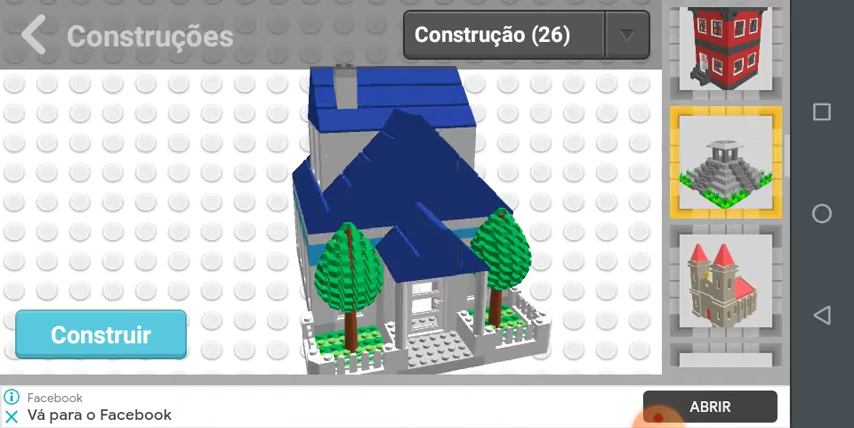 Construções
Construção (26)
Construir
Facebook
Vá para o Facebook
ABRIR